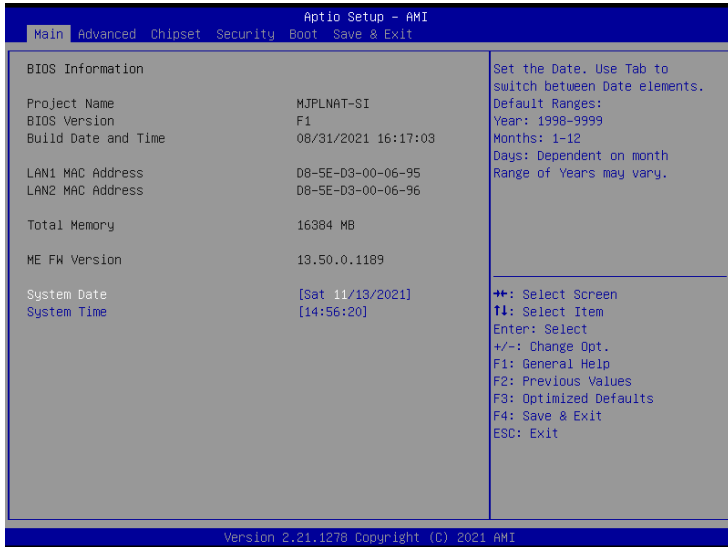 Aptio Setup – AMI
Main Advanced Chipset Security Boot Save & Exit
BIOS Information
Project Name MJPLNAT-SI
BIOS Version F1
Build Date and Time 08/31/2021 16:17:03
LAN1 MAC Address D8-5E-D3-00-06-95
LAN2 MAC Address D8-5E-D3-00-06-96
Total Memory 16384 MB
ME FW Version 13.50.0.1189
System Date [Sat 11/13/2021]
System Time [14:56:20]
Set the Date. Use Tab to
switch between Date elements.
Default Ranges:
Year: 1998-9999
Months: 1-12
Days: Dependent on month
Range of Years may vary.
→←: Select Screen
↑↓: Select Item
Enter: Select
+/-: Change Opt.
F1: General Help
F2: Previous Values
F3: Optimized Defaults
F4: Save & Exit
ESC: Exit
Version 2.21.1278 Copyright (C) 2021 AMI